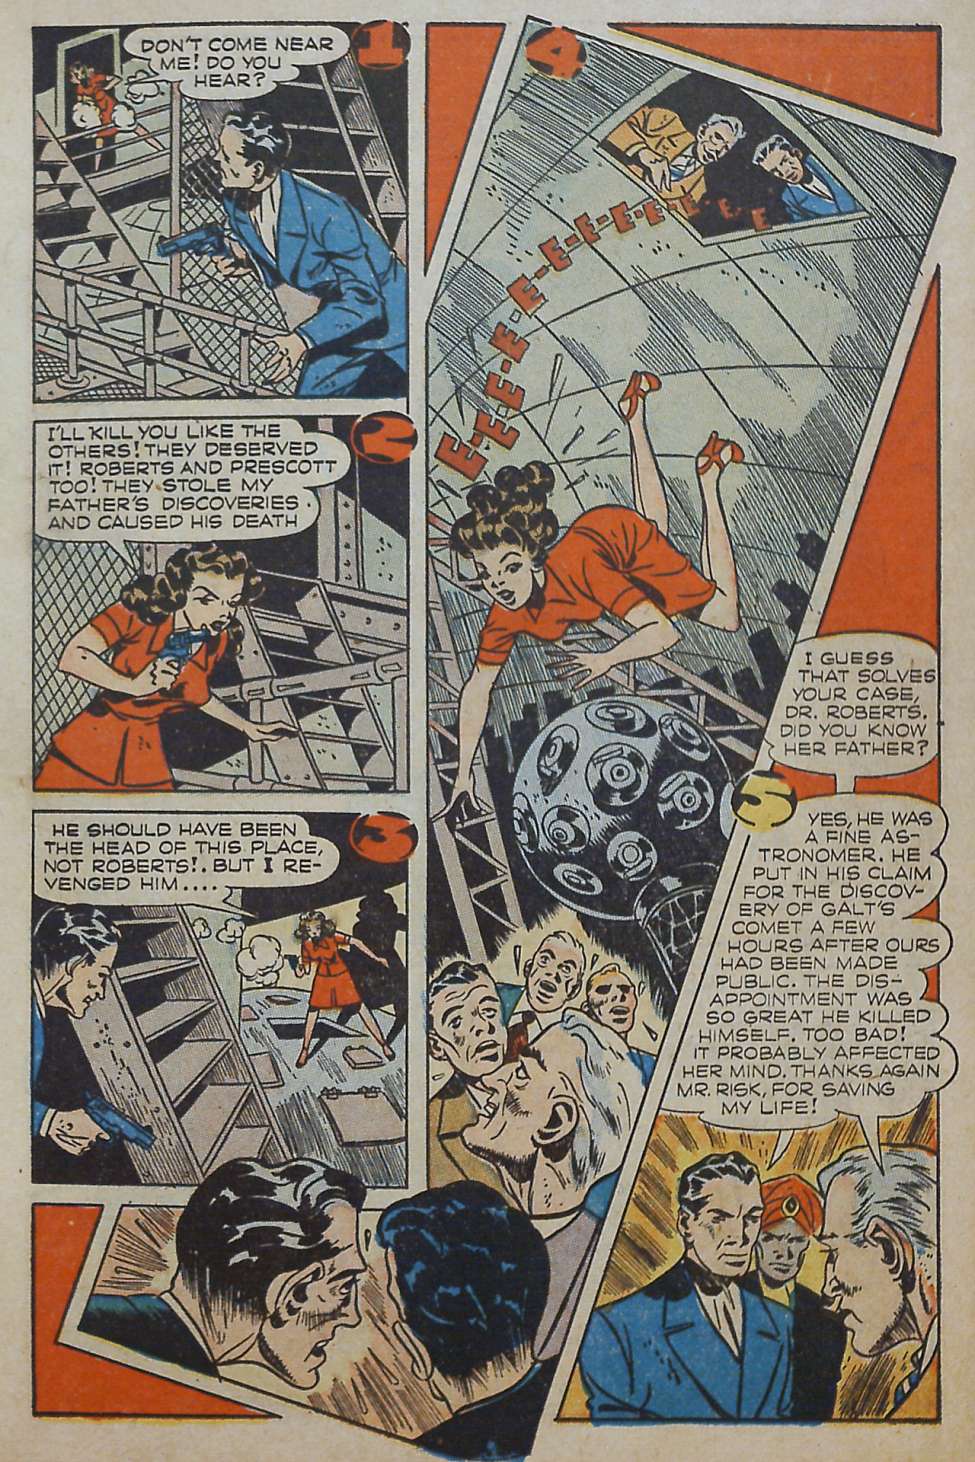 1
DON'T COME NEAR
ME! DO YOU
HEAR?
2
I'LL KILL YOU LIKE THE
OTHERS! THEY DESERVED
IT! ROBERTS AND PRESCOTT
TOO! THEY STOLE MY
FATHER'S DISCOVERIES.
AND CAUSED HIS DEATH
3
HE SHOULD HAVE BEEN
THE HEAD OF THIS PLACE,
NOT ROBERTS!. BUT I RE-
VENGED HIM....
4
E-E-E-E-E-E-E-E-E-E-E-E-E-E
5
I GUESS
THAT SOLVES
YOUR CASE,
DR. ROBERTS.
DID YOU KNOW
HER FATHER?
YES, HE WAS
A FINE AS-
TRONOMER. HE
PUT IN HIS CLAIM
FOR THE DISCOV-
ERY OF GALT'S
COMET A FEW
HOURS AFTER OURS
HAD BEEN MADE
PUBLIC. THE DIS-
APPOINTMENT WAS
SO GREAT HE KILLED
HIMSELF. TOO BAD!
IT PROBABLY AFFECTED
HER MIND. THANKS AGAIN
MR. RISK, FOR SAVING
MY LIFE!